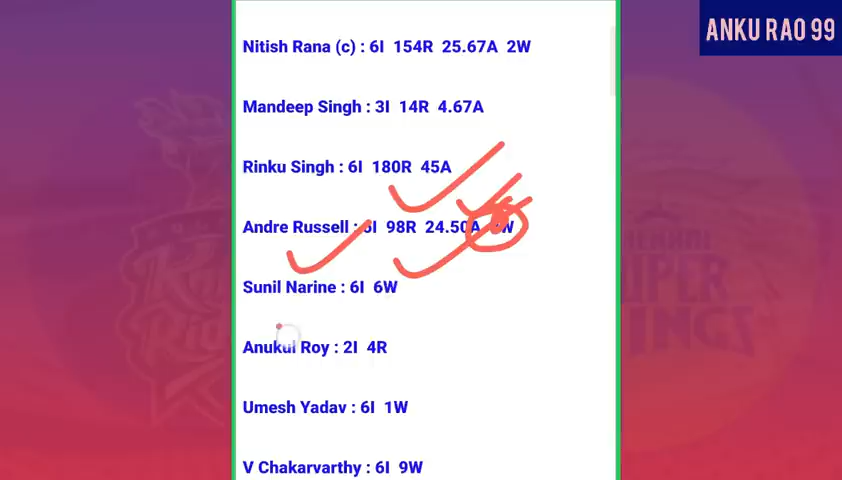 ANKU RAO 99
Nitish Rana (c) : 6I 154R 25.67A 2W
Mandeep Singh : 3I 14R 4.67A
Rinku Singh : 6I 180R 45A
Andre Russell : 6I 98R 24.50A W
Sunil Narine : 6I 6W
Anukul Roy : 2I 4R
Umesh Yadav : 6I 1W
V Chakarvarthy : 6I 9W